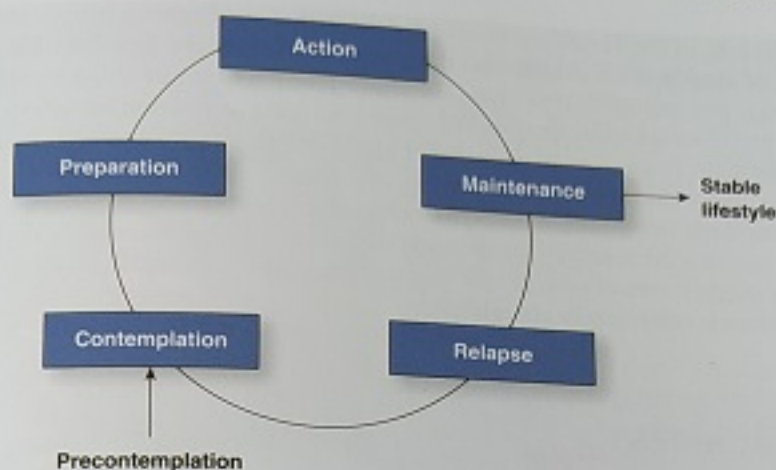 Action
Preparation
Maintenance
Stable
lifestyle
Contemplation
Relapse
Precontemplation